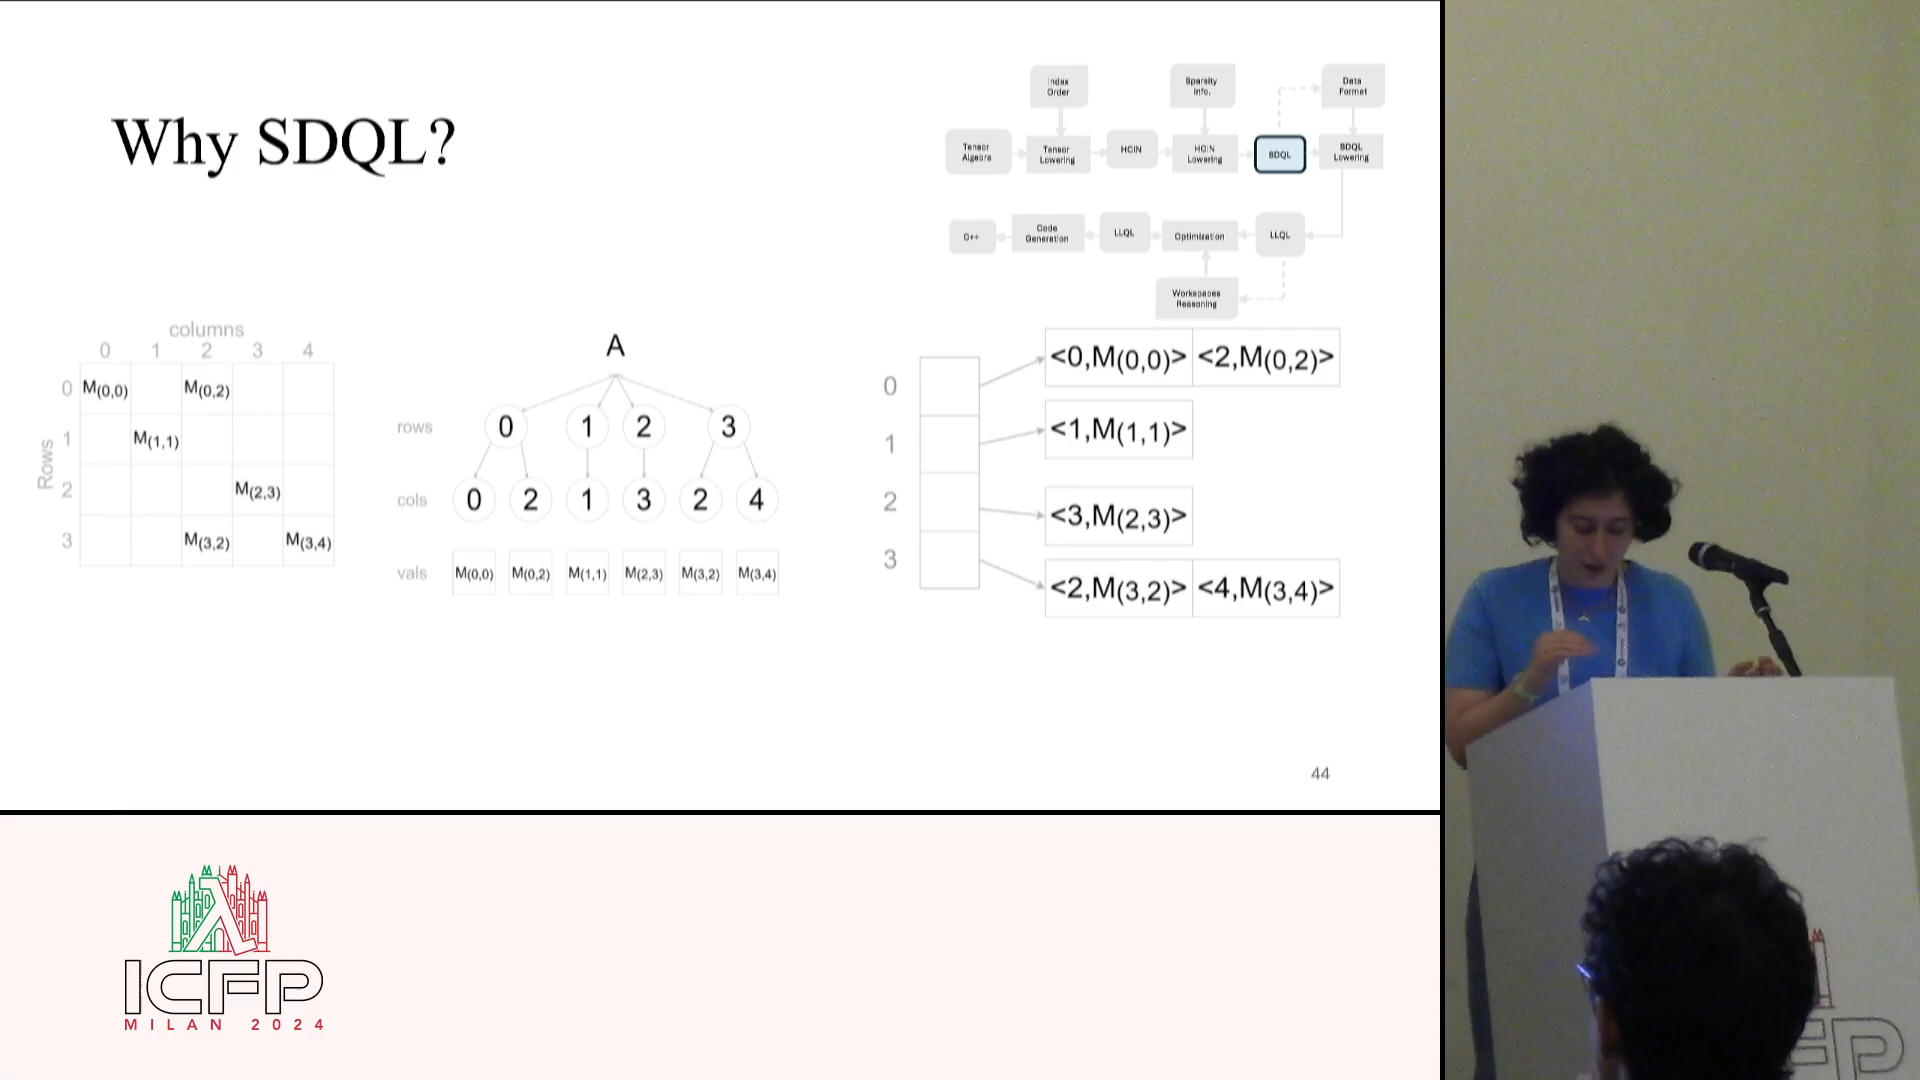 Why SDQL?
Index Order
Sparsity Info.
Data Format
Tensor Algebra
Tensor Lowering
HCIN
HCIN Lowering
SDQL
SDQL Lowering
C++
Code Generation
LLQL
Optimization
LLQL
Workspaces Reasoning
columns
0 1 2 3 4
Rows
0 M(0,0) M(0,2)
1 M(1,1)
2 M(2,3)
3 M(3,2) M(3,4)
A
rows 0 1 2 3
cols 0 2 1 3 2 4
vals M(0,0) M(0,2) M(1,1) M(2,3) M(3,2) M(3,4)
0 <0,M(0,0)> <2,M(0,2)>
1 <1,M(1,1)>
2 <3,M(2,3)>
3 <2,M(3,2)> <4,M(3,4)>
44
ICFP
MILAN 2024
FP